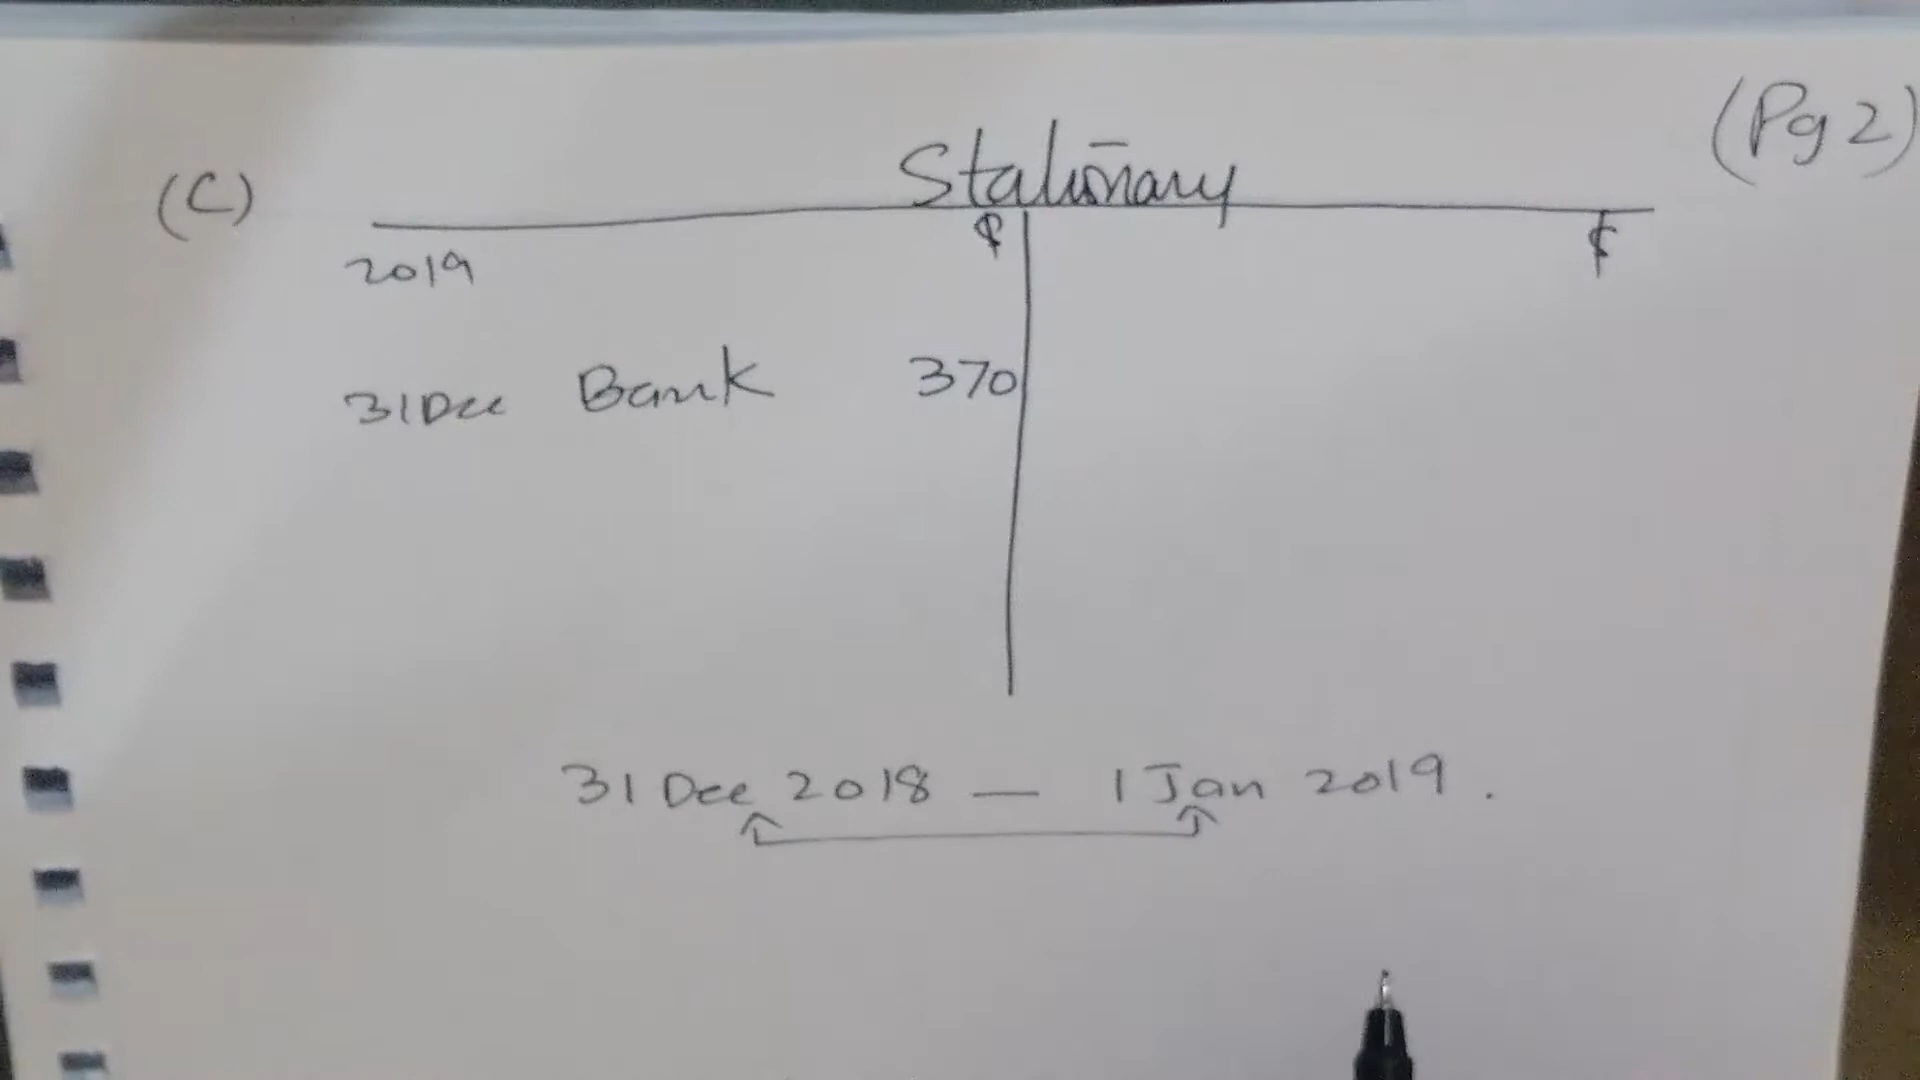 (Pg 2)
(C) Stationary
$ $
2019
31 Dec Bank 370
31 Dec 2018 — 1 Jan 2019.